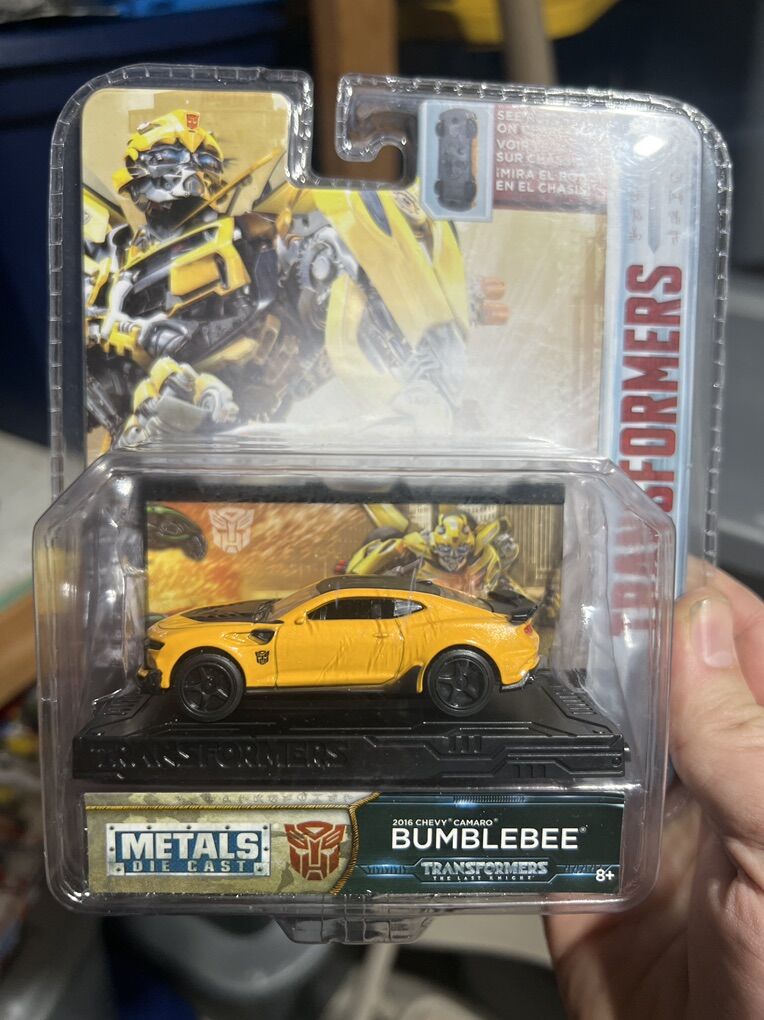 SEE
ON
VOIR
SUR CHASSIS
¡MIRA EL ROBOT
EN EL CHASIS!
TRANSFORMERS
TRANSFORMERS
METALS
DIE CAST
2016 CHEVY® CAMARO®
BUMBLEBEE®
TRANSFORMERS
THE LAST KNIGHT
8+